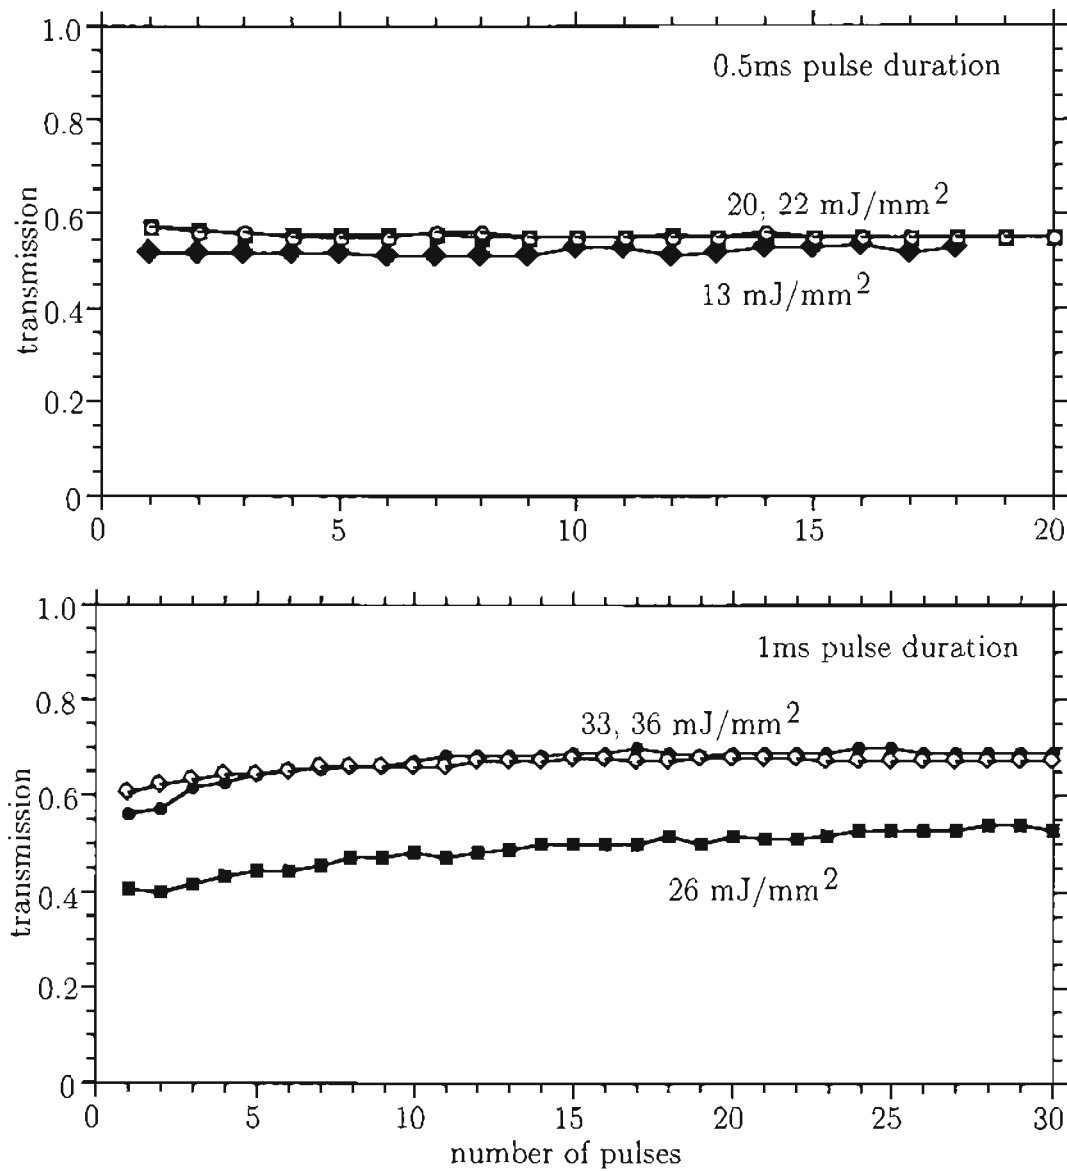 1.0
0.5ms pulse duration
0.8
transmission
0.6
20, 22 mJ/mm²
13 mJ/mm²
0.4
0.2
0
0 5 10 15 20
1.0
1ms pulse duration
0.8
33, 36 mJ/mm²
transmission
0.6
0.4
26 mJ/mm²
0.2
0
0 5 10 15 20 25 30
number of pulses